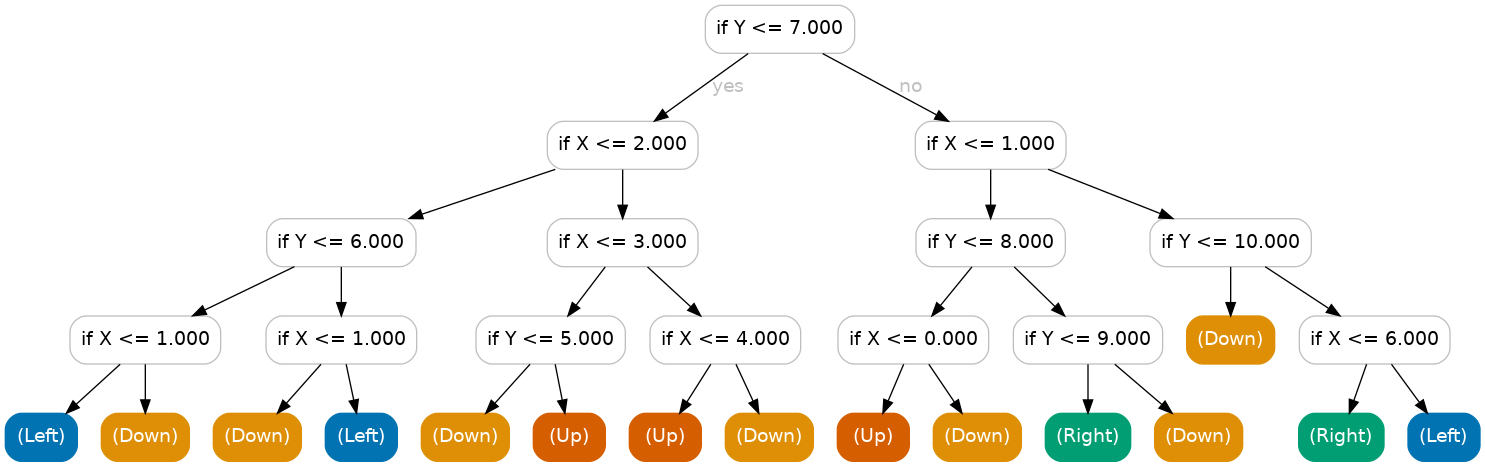 if Y <= 7.000
yes
no
if X <= 2.000
if X <= 1.000
if Y <= 6.000
if X <= 3.000
if Y <= 8.000
if Y <= 10.000
if X <= 1.000
if X <= 1.000
if Y <= 5.000
if X <= 4.000
if X <= 0.000
if Y <= 9.000
(Down)
if X <= 6.000
(Left)
(Down)
(Down)
(Left)
(Down)
(Up)
(Up)
(Down)
(Up)
(Down)
(Right)
(Down)
(Right)
(Left)